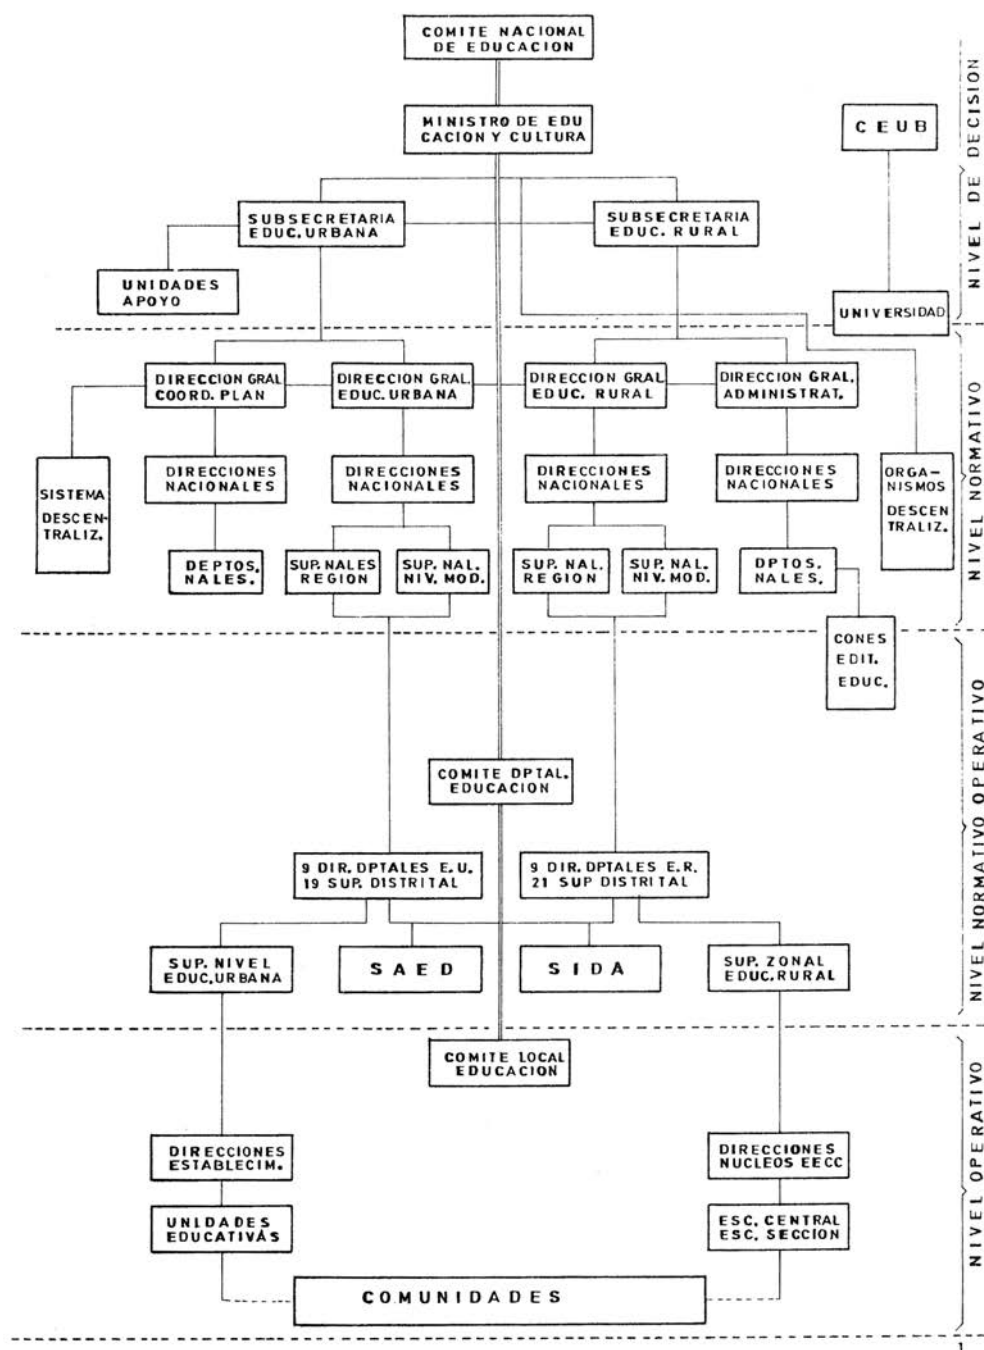 COMITE NACIONAL
DE EDUCACION
MINISTRO DE EDU
CACION Y CULTURA
C E U B
SUBSECRETARIA
EDUC. URBANA
SUBSECRETARIA
EDUC. RURAL
UNIDADES
APOYO
UNIVERSIDAD
NIVEL DE DECISION
DIRECCION GRAL
COORD. PLAN
DIRECCION GRAL.
EDUC. URBANA
DIRECCION GRAL
EDUC. RURAL
DIRECCION GRAL.
ADMINISTRAT.
SISTEMA
DESCEN-
TRALIZ.
DIRECCIONES
NACIONALES
DIRECCIONES
NACIONALES
DIRECCIONES
NACIONALES
DIRECCIONES
NACIONALES
ORGA-
NISMOS
DESCEN
TRALIZ.
DEPTOS.
NALES.
SUP. NALES
REGION
SUP. NAL.
NIV. MOD.
SUP. NAL.
REGION
SUP. NAL.
NIV. MOD.
DPTOS.
NALES.
NIVEL NORMATIVO
CONES
EDIT.
EDUC.
COMITE DPTAL.
EDUCACION
9 DIR. DPTALES E.U.
19 SUP. DISTRITAL
9 DIR. DPTALES E.R.
21 SUP DISTRITAL
SUP. NIVEL
EDUC. URBANA
S A E D
S I D A
SUP. ZONAL
EDUC. RURAL
NIVEL NORMATIVO OPERATIVO
COMITE LOCAL
EDUCACION
DIRECCIONES
ESTABLECIM.
DIRECCIONES
NUCLEOS EECC
UNIDADES
EDUCATIVAS
ESC. CENTRAL
ESC. SECCION
COMUNIDADES
NIVEL OPERATIVO
1